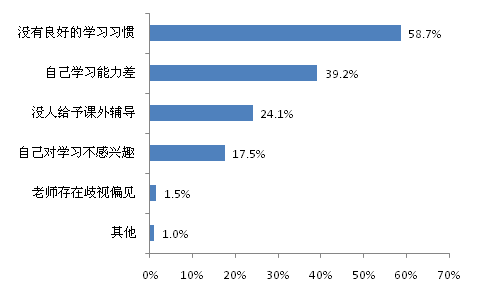 没有良好的学习习惯 58.7%
自己学习能力差 39.2%
没人给予课外辅导 24.1%
自己对学习不感兴趣 17.5%
老师存在歧视偏见 1.5%
其他 1.0%
0% 10% 20% 30% 40% 50% 60% 70%